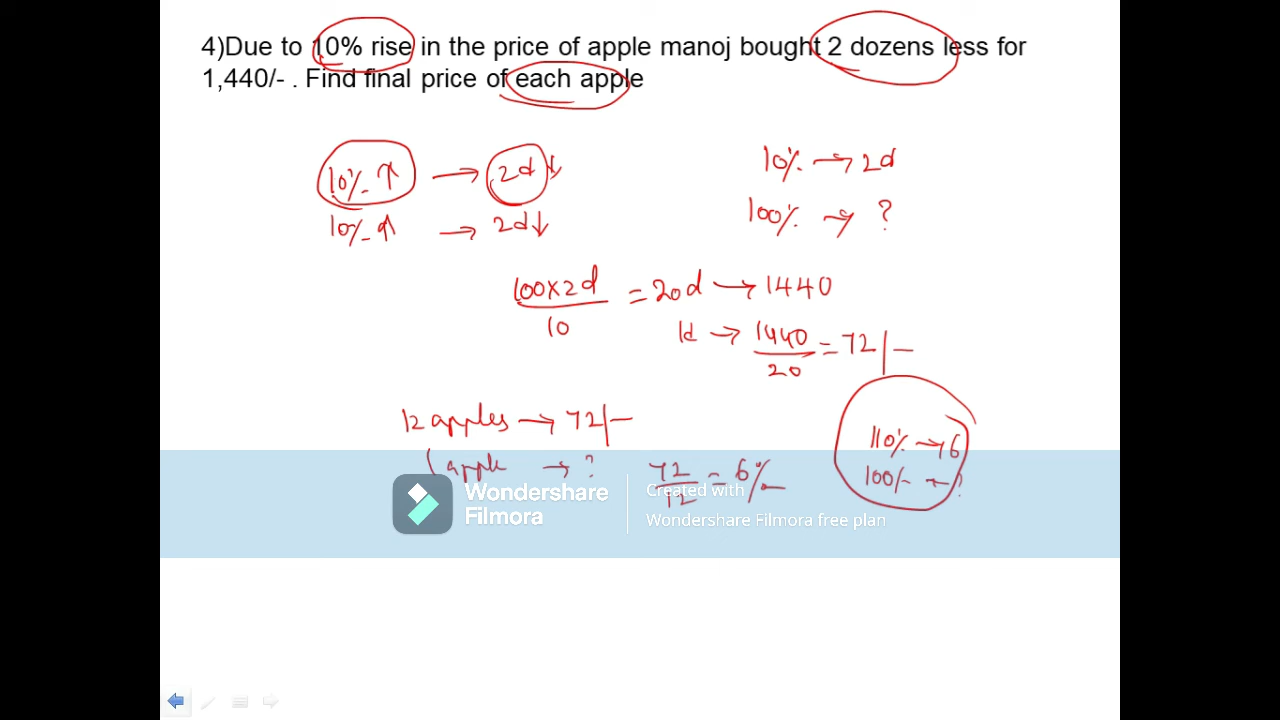 4)Due to 10% rise in the price of apple manoj bought 2 dozens less for
1,440/- . Find final price of each apple
10% ↑ → 2d↓
10% → 2d
10% ↑ → 2d↓
100% → ?
100x2d
10
= 20d → 1440
1d → 1440
20
= 72/-
12 apples → 72/-
110% → 6
1 apple → ?
72
12
= 6/-
100% → ?
Wondershare
Filmora
Created with
Wondershare Filmora free plan